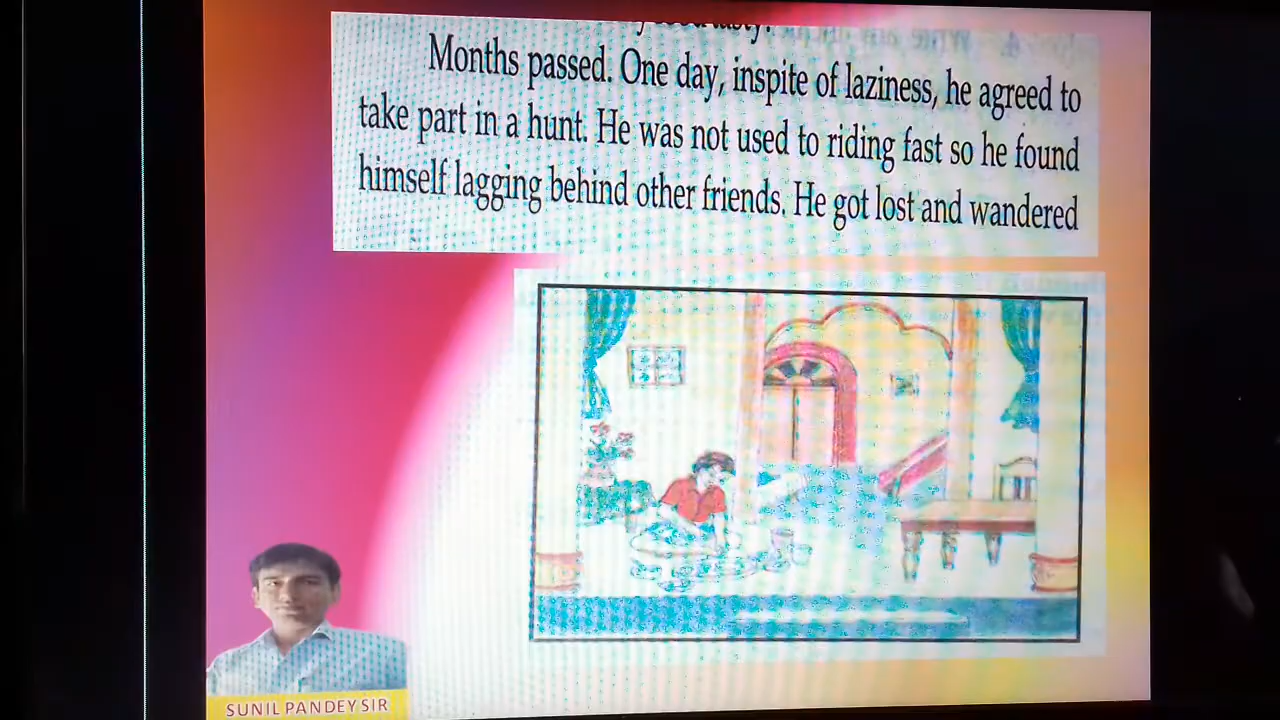 Months passed. One day, inspite of laziness, he agreed to
take part in a hunt. He was not used to riding fast so he found
himself lagging behind other friends. He got lost and wandered
SUNIL PANDEY SIR